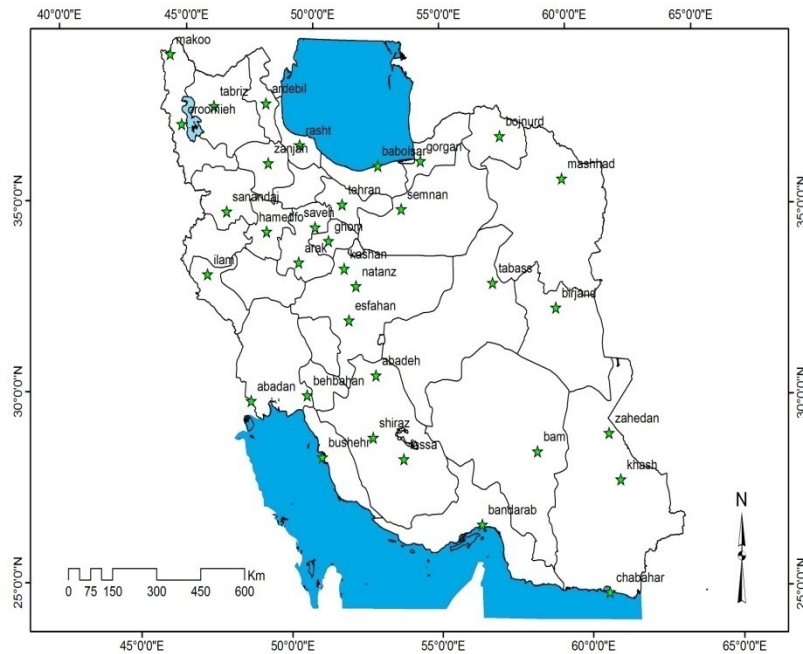 40°0'0"E 45°0'0"E 50°0'0"E 55°0'0"E 60°0'0"E 65°0'0"E
makoo
tabriz
ardebil
oroomieh
rasht
bojnurd
zanjan
babolsar
gorgan
mashhad
35°0'0"N
sanandaj
tehran
semnan
35°0'0"N
hamedfo
saveh
ghom
arak
kashan
ilam
natanz
tabass
birjand
esfahan
abadeh
30°0'0"N
abadan
behbahan
30°0'0"N
shiraz
zahedan
bushehr
fassa
bam
khash
bandarab
N
25°0'0"N
Km
0 75 150 300 450 600
chabahar
25°0'0"N
45°0'0"E 50°0'0"E 55°0'0"E 60°0'0"E 65°0'0"E